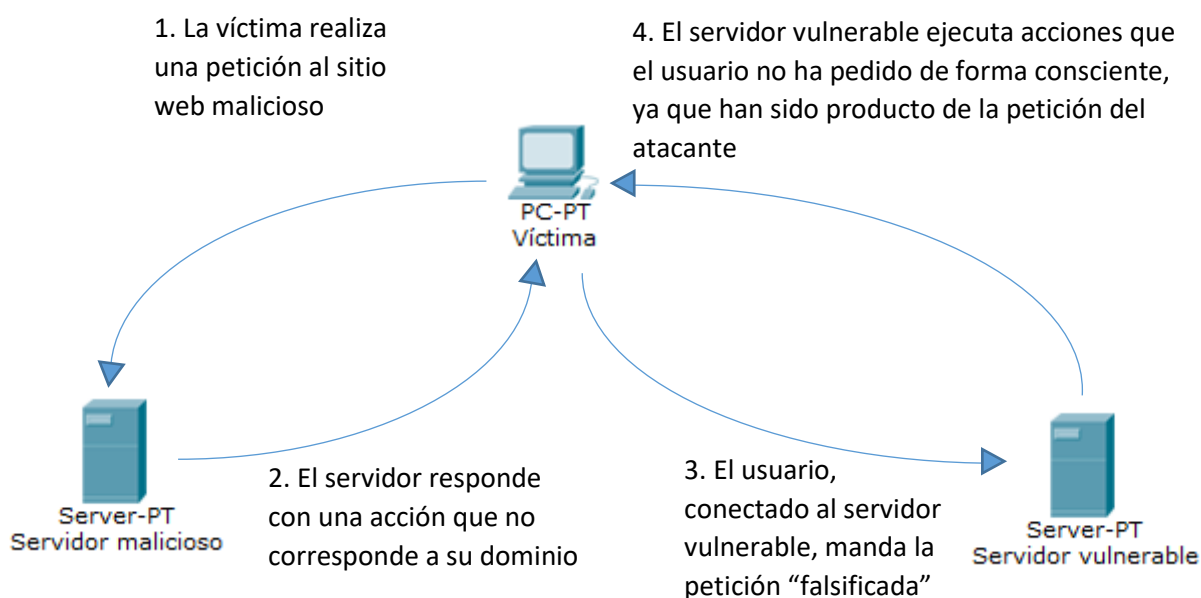 1. La víctima realiza
una petición al sitio
web malicioso
4. El servidor vulnerable ejecuta acciones que
el usuario no ha pedido de forma consciente,
ya que han sido producto de la petición del
atacante
PC-PT
Víctima
Server-PT
Servidor malicioso
2. El servidor responde
con una acción que no
corresponde a su dominio
3. El usuario,
conectado al servidor
vulnerable, manda la
petición “falsificada”
Server-PT
Servidor vulnerable